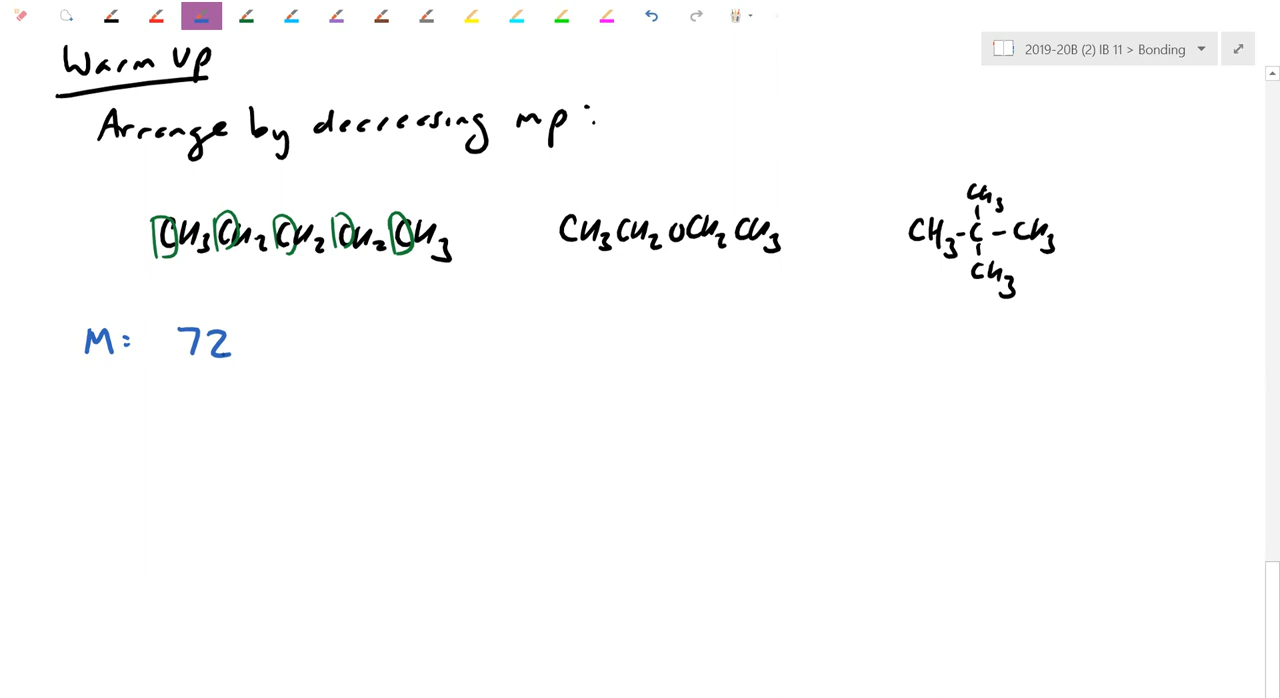 2019-20B (2) IB 11 > Bonding
Warm up
Arrange by decreasing mp:
CH3CH2CH2CH2CH3
CH3CH2OCH2CH3
CH3
CH3-C-CH3
CH3
M: 72